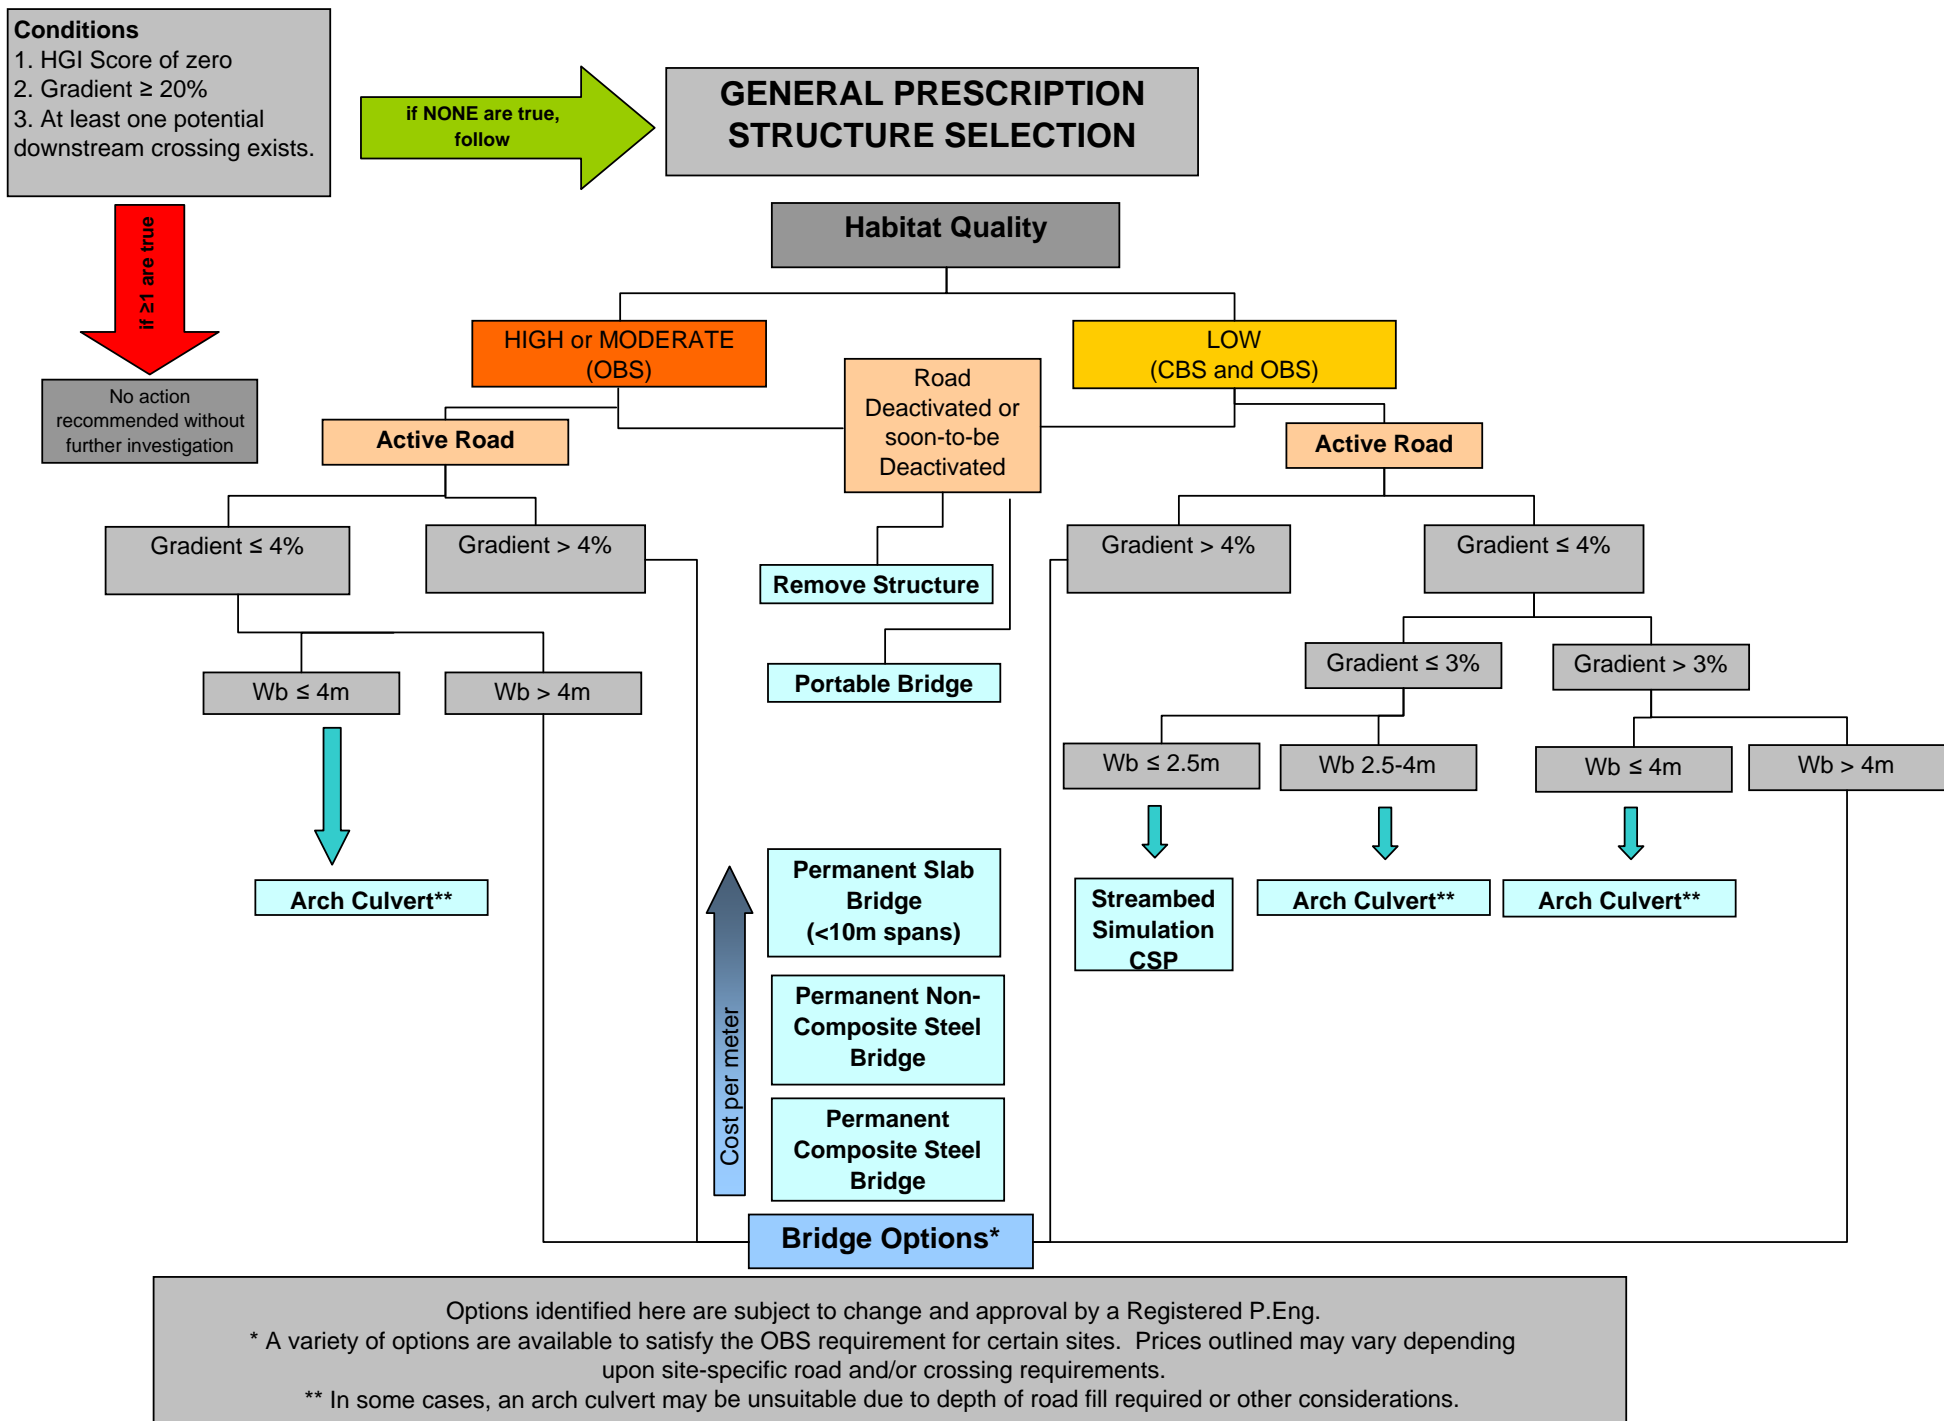 Conditions
1. HGI Score of zero
2. Gradient ≥ 20%
3. At least one potential
downstream crossing exists.
if NONE are true,
follow
GENERAL PRESCRIPTION
STRUCTURE SELECTION
if ≥1 are true
No action
recommended without
further investigation
Habitat Quality
HIGH or MODERATE
(OBS)
LOW
(CBS and OBS)
Road
Deactivated or
soon-to-be
Deactivated
Active Road
Active Road
Gradient ≤ 4%
Gradient > 4%
Gradient > 4%
Gradient ≤ 4%
Remove Structure
Portable Bridge
Gradient ≤ 3%
Gradient > 3%
Wb ≤ 4m
Wb > 4m
Wb ≤ 2.5m
Wb 2.5-4m
Wb ≤ 4m
Wb > 4m
Arch Culvert**
Streambed
Simulation
CSP
Arch Culvert**
Arch Culvert**
Cost per meter
Permanent Slab
Bridge
(<10m spans)
Permanent Non-
Composite Steel
Bridge
Permanent
Composite Steel
Bridge
Bridge Options*
Options identified here are subject to change and approval by a Registered P.Eng.
* A variety of options are available to satisfy the OBS requirement for certain sites.  Prices outlined may vary depending
upon site-specific road and/or crossing requirements.
** In some cases, an arch culvert may be unsuitable due to depth of road fill required or other considerations.